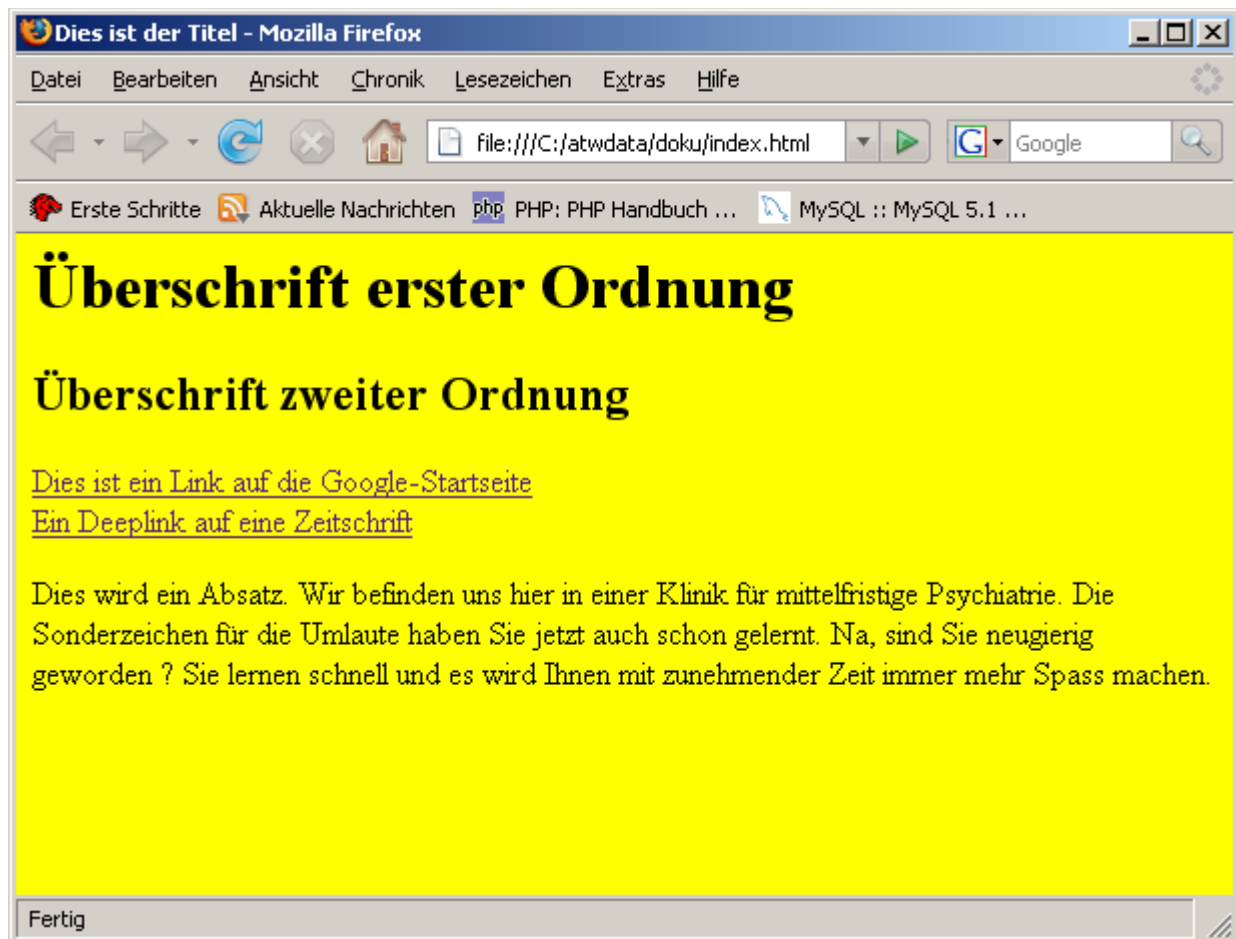 Dies ist der Titel - Mozilla Firefox
Datei Bearbeiten Ansicht Chronik Lesezeichen Extras Hilfe
file:///C:/atwdata/doku/index.html G Google
Erste Schritte Aktuelle Nachrichten php PHP: PHP Handbuch ... MySQL :: MySQL 5.1 ...
Überschrift erster Ordnung
Überschrift zweiter Ordnung
Dies ist ein Link auf die Google-Startseite
Ein Deeplink auf eine Zeitschrift
Dies wird ein Absatz. Wir befinden uns hier in einer Klinik für mittelfristige Psychiatrie. Die
Sonderzeichen für die Umlaute haben Sie jetzt auch schon gelernt. Na, sind Sie neugierig
geworden ? Sie lernen schnell und es wird Ihnen mit zunehmender Zeit immer mehr Spass machen.
Fertig